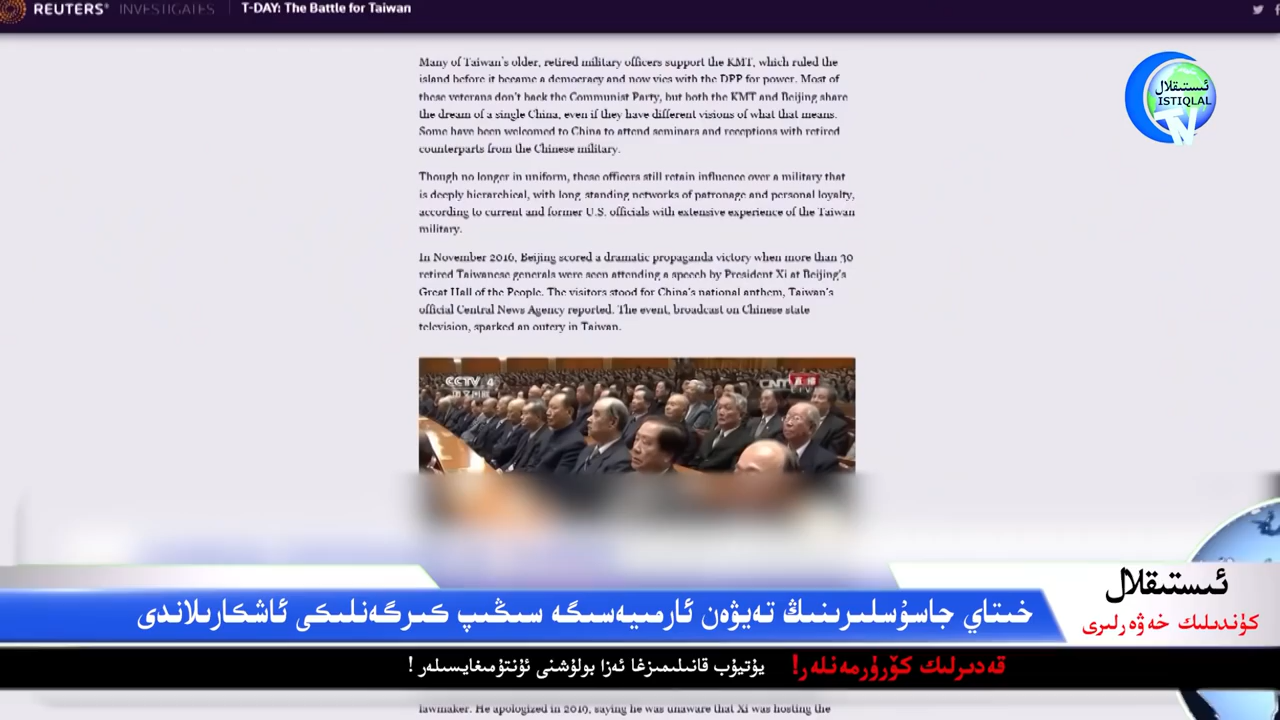 REUTERS® INVESTIGATES T-DAY: The Battle for Taiwan
Many of Taiwan's older, retired military officers support the KMT, which ruled the
island before it became a democracy and now vies with the DPP for power. Most of
these veterans don't back the Communist Party, but both the KMT and Beijing share
the dream of a single China, even if they have different visions of what that means.
Some have been welcomed to China to attend seminars and receptions with retired
counterparts from the Chinese military.
Though no longer in uniform, these officers still retain influence over a military that
is deeply hierarchical, with long-standing networks of patronage and personal loyalty,
according to current and former U.S. officials with extensive experience of the Taiwan
military.
In November 2016, Beijing scored a dramatic propaganda victory when more than 30
retired Taiwanese generals were seen attending a speech by President Xi at Beijing's
Great Hall of the People. The visitors stood for China's national anthem, Taiwan's
official Central News Agency reported. The event, broadcast on Chinese state
television, sparked an outcry in Taiwan.
CCTV 4
中文国际
CNTV 直播
LIVE
ئىستىقلال
ISTIQLAL
TV
ئىستىقلال
كۈندىلىك خەۋەرلىرى
خىتاي جاسۇسلىرىنىڭ تەيۋەن ئارمىيەسىگە سىڭىپ كىرگەنلىكى ئاشكارىلاندى
قەدىرلىك كۆرۈرمەنلەر! يۇتيۇب قانىلىمىزغا ئەزا بولۇشنى ئۇنتۇمىغايسىلەر !
lawmaker. He apologized in 2019, saying he was unaware that Xi was hosting the